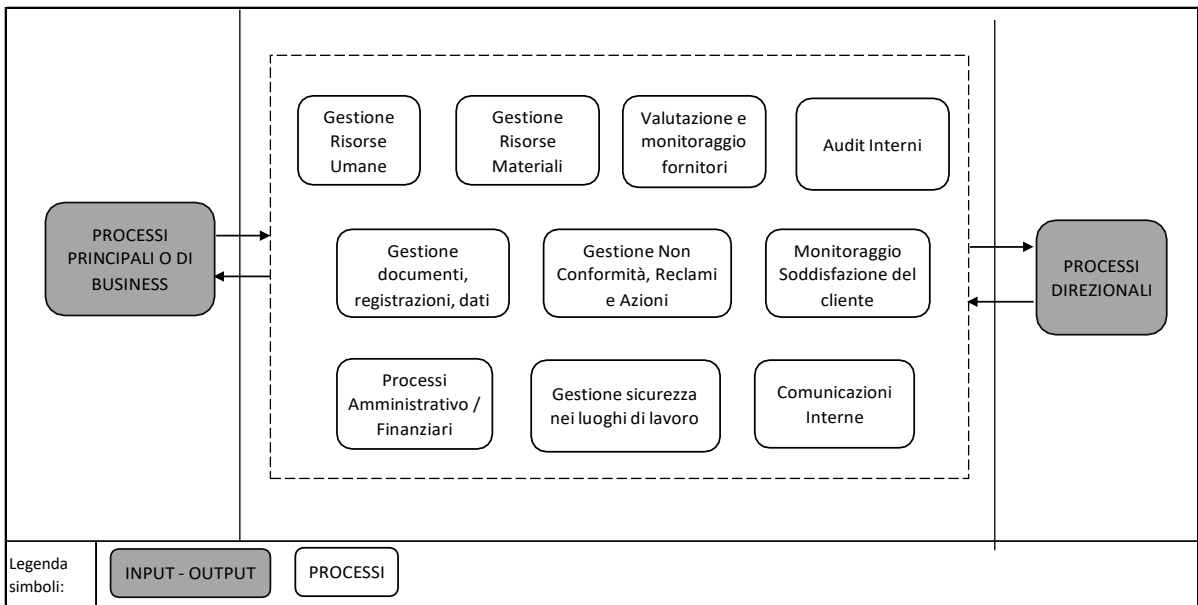 Gestione
Risorse
Umane
Gestione
Risorse
Materiali
Valutazione e
monitoraggio
fornitori
Audit Interni
PROCESSI
PRINCIPALI O DI
BUSINESS
Gestione
documenti,
registrazioni, dati
Gestione Non
Conformità, Reclami
e Azioni
Monitoraggio
Soddisfazione del
cliente
PROCESSI
DIREZIONALI
Processi
Amministrativo /
Finanziari
Gestione sicurezza
nei luoghi di lavoro
Comunicazioni
Interne
Legenda
simboli:
INPUT - OUTPUT
PROCESSI